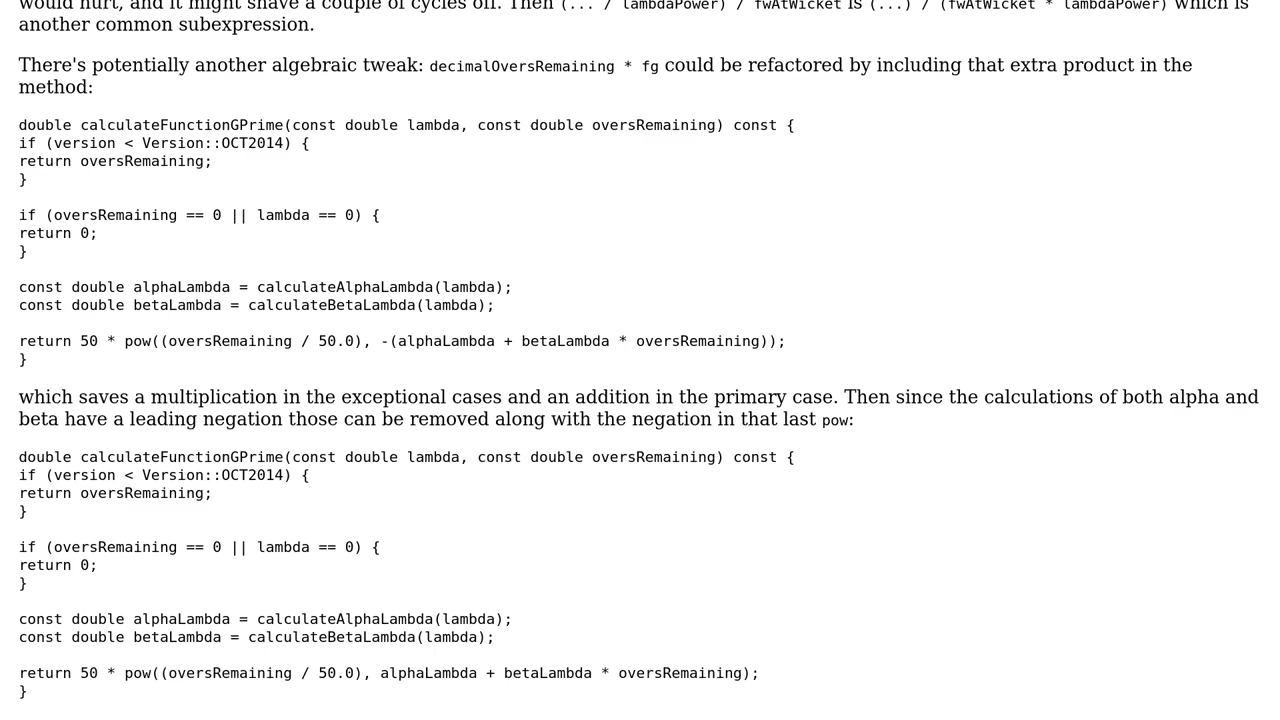 would hurt, and it might shave a couple of cycles off. Then (... / lambdaPower) / fwAtWicket is (...) / (fwAtWicket * lambdaPower) which is
another common subexpression.
There's potentially another algebraic tweak: decimalOversRemaining * fg could be refactored by including that extra product in the
method:
double calculateFunctionGPrime(const double lambda, const double oversRemaining) const {
if (version < Version::OCT2014) {
return oversRemaining;
}
if (oversRemaining == 0 || lambda == 0) {
return 0;
}
const double alphaLambda = calculateAlphaLambda(lambda);
const double betaLambda = calculateBetaLambda(lambda);
return 50 * pow((oversRemaining / 50.0), -(alphaLambda + betaLambda * oversRemaining));
}
which saves a multiplication in the exceptional cases and an addition in the primary case. Then since the calculations of both alpha and
beta have a leading negation those can be removed along with the negation in that last pow:
double calculateFunctionGPrime(const double lambda, const double oversRemaining) const {
if (version < Version::OCT2014) {
return oversRemaining;
}
if (oversRemaining == 0 || lambda == 0) {
return 0;
}
const double alphaLambda = calculateAlphaLambda(lambda);
const double betaLambda = calculateBetaLambda(lambda);
return 50 * pow((oversRemaining / 50.0), alphaLambda + betaLambda * oversRemaining);
}